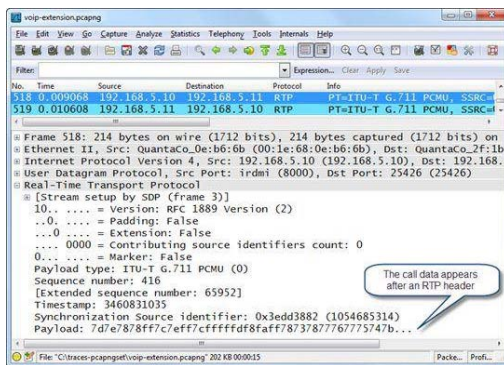 voip-extension.pcapng
File Edit View Go Capture Analyze Statistics Telephony Tools Internals Help
Filter: Expression... Clear Apply Save
No. Time Source Destination Protocol Info
518 0.009068 192.168.5.10 192.168.5.11 RTP PT=ITU-T G.711 PCMU, SSRC=
519 0.010608 192.168.5.11 192.168.5.10 RTP PT=ITU-T G.711 PCMU, SSRC=
Frame 518: 214 bytes on wire (1712 bits), 214 bytes captured (1712 bits) on
Ethernet II, Src: QuantaCo_0e:b6:6b (00:1e:68:0e:b6:6b), Dst: QuantaCo_2f:1b
Internet Protocol Version 4, Src: 192.168.5.10 (192.168.5.10), Dst: 192.168.
User Datagram Protocol, Src Port: irdmi (8000), Dst Port: 25426 (25426)
Real-Time Transport Protocol
[Stream setup by SDP (frame 3)]
10.. .... = Version: RFC 1889 Version (2)
..0. .... = Padding: False
...0 .... = Extension: False
.... 0000 = Contributing source identifiers count: 0
0... .... = Marker: False
Payload type: ITU-T G.711 PCMU (0)
Sequence number: 416
[Extended sequence number: 65952]
Timestamp: 3460831035
Synchronization Source identifier: 0x3edd3882 (1054685314)
Payload: 7d7e7878ff7c7eff7cfffffdf8faff7873787767775747b...
The call data appears
after an RTP header
File: "C:\traces-pcapngset\voip-extension.pcapng" 202 KB 00:00:15 Packe... Profi...